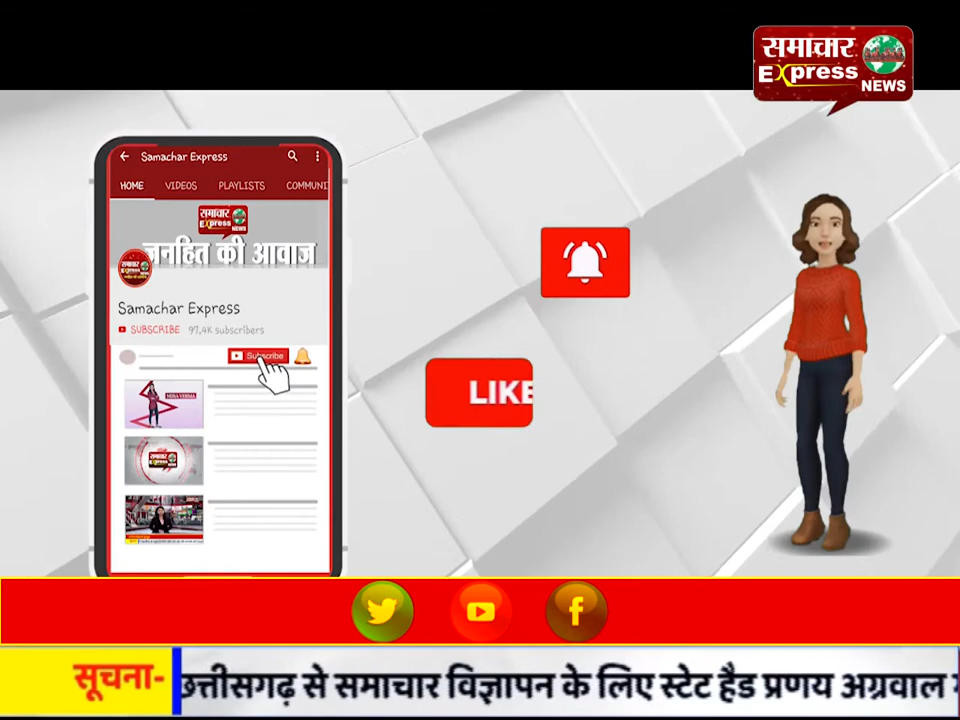 समाचार
Express
NEWS
Samachar Express
HOME VIDEOS PLAYLISTS COMMUNI
समाचार
Express
NEWS
जनहित की आवाज
Samachar Express
SUBSCRIBE 97.4K subscribers
Subscribe
LIKE
सूचना- छत्तीसगढ़ से समाचार विज्ञापन के लिए स्टेट हैड प्रणय अग्रवाल